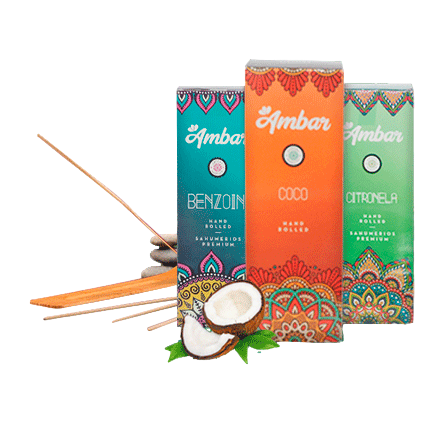 Ambar
BENZOIN
HAND
ROLLED
SAHUMERIOS
PREMIUM
Ambar
COCO
HAND
ROLLED
Ambar
CITRONELA
HAND
ROLLED
SAHUMERIOS
PREMIUM